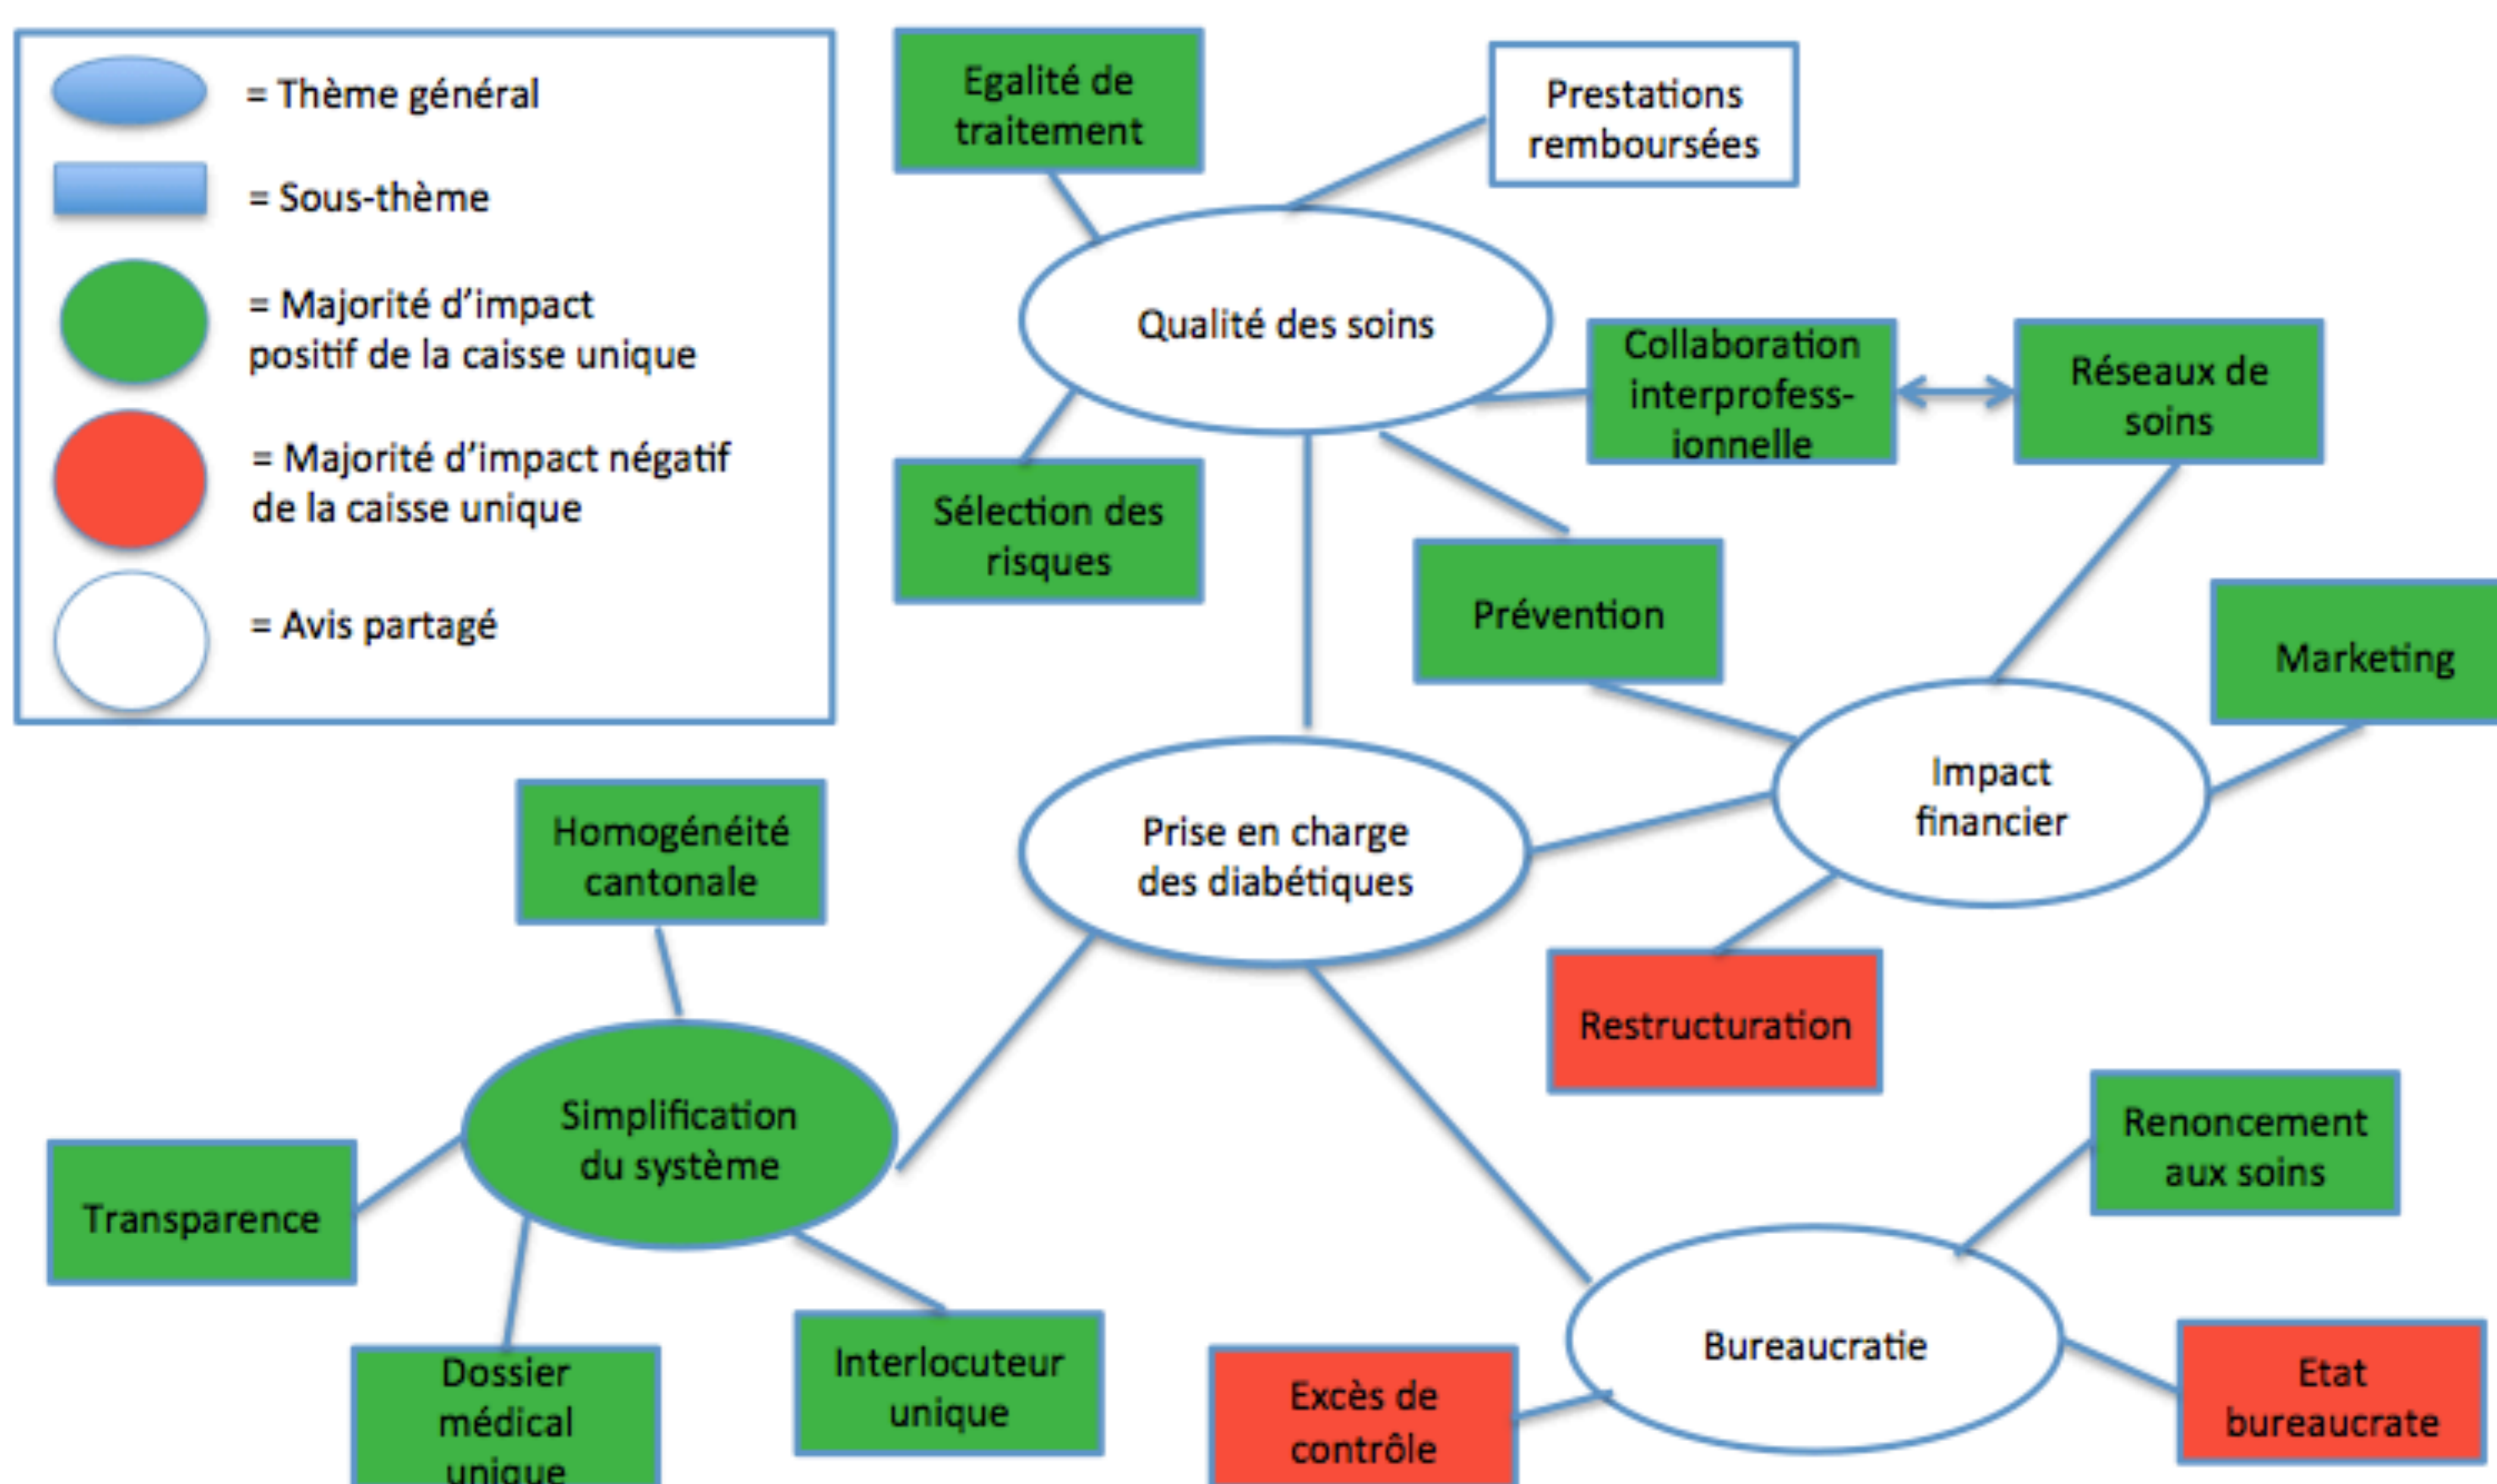 = Thème général
= Sous-thème
= Majorité d’impact
positif de la caisse unique
= Majorité d’impact négatif
de la caisse unique
= Avis partagé
Egalité de
traitement
Prestations
remboursées
Qualité des soins
Collaboration
interprofess-
ionnelle
Réseaux de
soins
Sélection des
risques
Prévention
Marketing
Impact
financier
Prise en charge
des diabétiques
Homogénéité
cantonale
Restructuration
Simplification
du système
Renoncement
aux soins
Transparence
Bureaucratie
Interlocuteur
unique
Dossier
médical
unique
Excès de
contrôle
Etat
bureaucrate